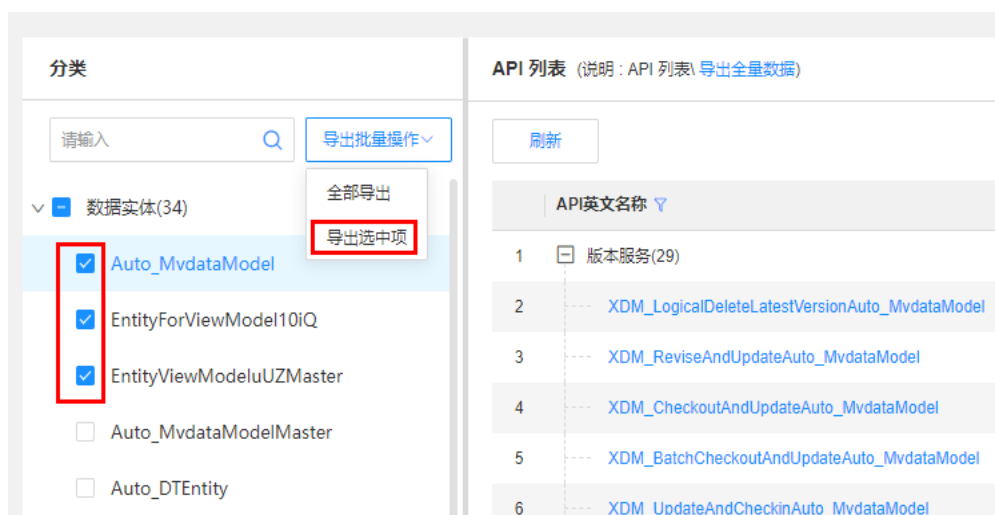 分类
请输入
导出批量操作
全部导出
导出选中项
数据实体(34)
Auto_MvdataModel
EntityForViewModel10iQ
EntityViewModeluUZMaster
Auto_MvdataModelMaster
Auto_DTEntity
API 列表 (说明 : API 列表\ 导出全量数据)
刷新
API英文名称
1 版本服务(29)
2 XDM_LogicalDeleteLatestVersionAuto_MvdataModel
3 XDM_ReviseAndUpdateAuto_MvdataModel
4 XDM_CheckoutAndUpdateAuto_MvdataModel
5 XDM_BatchCheckoutAndUpdateAuto_MvdataModel
6 XDM_UpdateAndCheckinAuto_MvdataModel